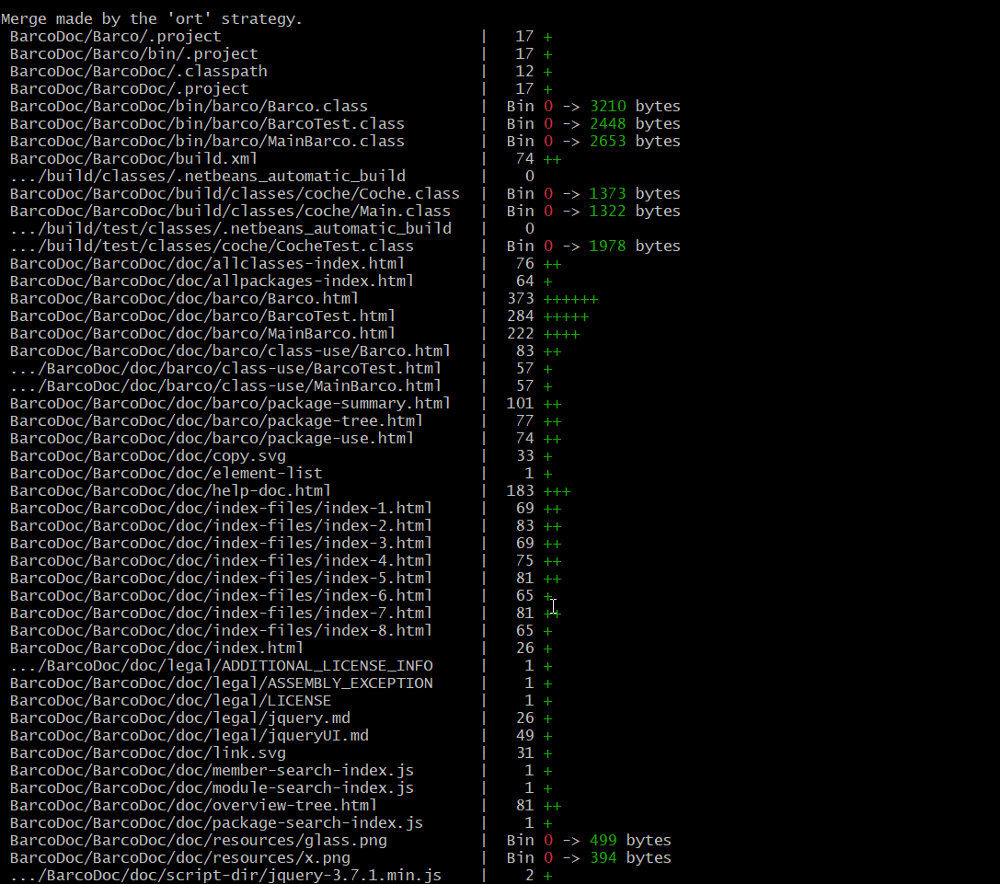 Merge made by the 'ort' strategy.
 BarcoDoc/Barco/.project                            |   17 +
 BarcoDoc/Barco/bin/.project                        |   17 +
 BarcoDoc/BarcoDoc/.classpath                       |   12 +
 BarcoDoc/BarcoDoc/.project                         |   17 +
 BarcoDoc/BarcoDoc/bin/barco/Barco.class            |  Bin 0 -> 3210 bytes
 BarcoDoc/BarcoDoc/bin/barco/BarcoTest.class        |  Bin 0 -> 2448 bytes
 BarcoDoc/BarcoDoc/bin/barco/MainBarco.class        |  Bin 0 -> 2653 bytes
 BarcoDoc/BarcoDoc/build.xml                        |   74 ++
 .../build/classes/.netbeans_automatic_build        |    0
 BarcoDoc/BarcoDoc/build/classes/coche/Coche.class  |  Bin 0 -> 1373 bytes
 BarcoDoc/BarcoDoc/build/classes/coche/Main.class   |  Bin 0 -> 1322 bytes
 .../build/test/classes/.netbeans_automatic_build   |    0
 .../build/test/classes/coche/CocheTest.class       |  Bin 0 -> 1978 bytes
 BarcoDoc/BarcoDoc/doc/allclasses-index.html        |   76 ++
 BarcoDoc/BarcoDoc/doc/allpackages-index.html       |   64 +
 BarcoDoc/BarcoDoc/doc/barco/Barco.html             |  373 ++++++
 BarcoDoc/BarcoDoc/doc/barco/BarcoTest.html         |  284 +++++
 BarcoDoc/BarcoDoc/doc/barco/MainBarco.html         |  222 ++++
 BarcoDoc/BarcoDoc/doc/barco/class-use/Barco.html   |   83 ++
 .../BarcoDoc/doc/barco/class-use/BarcoTest.html    |   57 +
 .../BarcoDoc/doc/barco/class-use/MainBarco.html    |   57 +
 BarcoDoc/BarcoDoc/doc/barco/package-summary.html   |  101 ++
 BarcoDoc/BarcoDoc/doc/barco/package-tree.html      |   77 ++
 BarcoDoc/BarcoDoc/doc/barco/package-use.html       |   74 ++
 BarcoDoc/BarcoDoc/doc/copy.svg                     |   33 +
 BarcoDoc/BarcoDoc/doc/element-list                 |    1 +
 BarcoDoc/BarcoDoc/doc/help-doc.html                |  183 +++
 BarcoDoc/BarcoDoc/doc/index-files/index-1.html     |   69 ++
 BarcoDoc/BarcoDoc/doc/index-files/index-2.html     |   83 ++
 BarcoDoc/BarcoDoc/doc/index-files/index-3.html     |   69 ++
 BarcoDoc/BarcoDoc/doc/index-files/index-4.html     |   75 ++
 BarcoDoc/BarcoDoc/doc/index-files/index-5.html     |   81 ++
 BarcoDoc/BarcoDoc/doc/index-files/index-6.html     |   65 +
 BarcoDoc/BarcoDoc/doc/index-files/index-7.html     |   81 ++
 BarcoDoc/BarcoDoc/doc/index-files/index-8.html     |   65 +
 BarcoDoc/BarcoDoc/doc/index.html                   |   26 +
 .../BarcoDoc/doc/legal/ADDITIONAL_LICENSE_INFO     |    1 +
 BarcoDoc/BarcoDoc/doc/legal/ASSEMBLY_EXCEPTION     |    1 +
 BarcoDoc/BarcoDoc/doc/legal/LICENSE                |    1 +
 BarcoDoc/BarcoDoc/doc/legal/jquery.md              |   26 +
 BarcoDoc/BarcoDoc/doc/legal/jqueryUI.md            |   49 +
 BarcoDoc/BarcoDoc/doc/link.svg                     |   31 +
 BarcoDoc/BarcoDoc/doc/member-search-index.js       |    1 +
 BarcoDoc/BarcoDoc/doc/module-search-index.js       |    1 +
 BarcoDoc/BarcoDoc/doc/overview-tree.html           |   81 ++
 BarcoDoc/BarcoDoc/doc/package-search-index.js      |    1 +
 BarcoDoc/BarcoDoc/doc/resources/glass.png          |  Bin 0 -> 499 bytes
 BarcoDoc/BarcoDoc/doc/resources/x.png              |  Bin 0 -> 394 bytes
 .../BarcoDoc/doc/script-dir/jquery-3.7.1.min.js    |    2 +